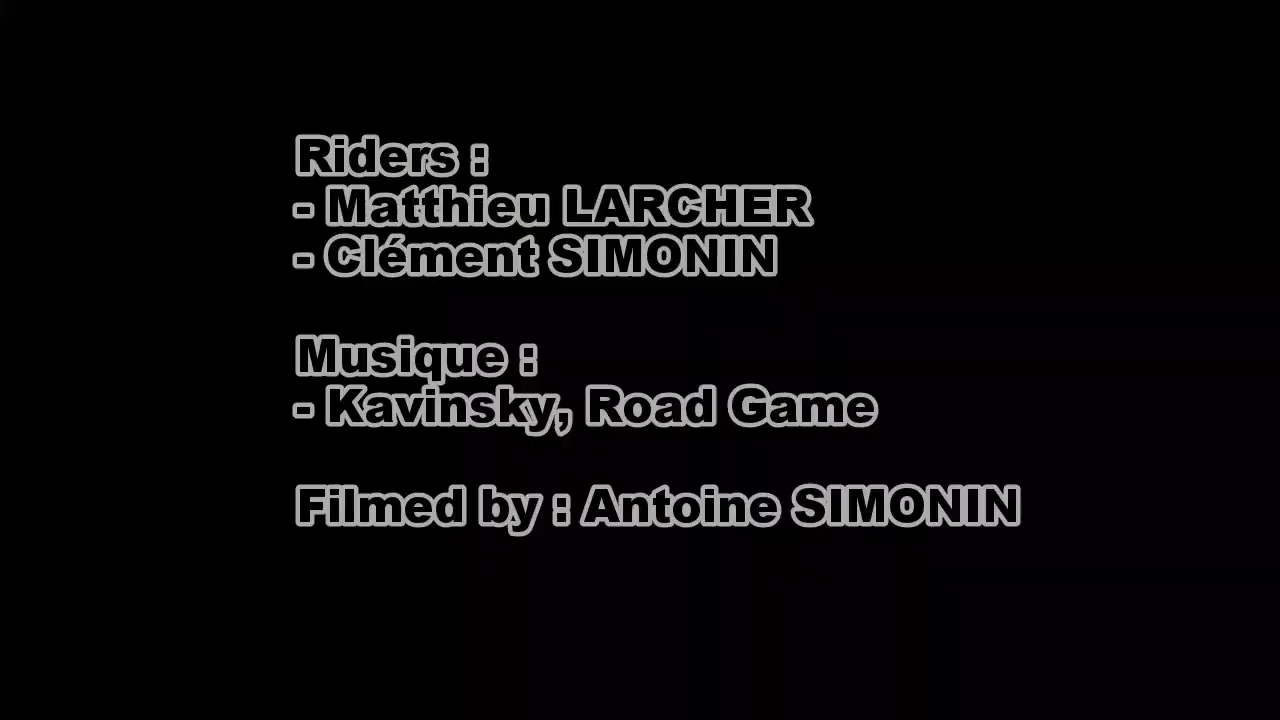 Riders :
- Matthieu LARCHER
- Clément SIMONIN
Musique :
- Kavinsky, Road Game
Filmed by : Antoine SIMONIN